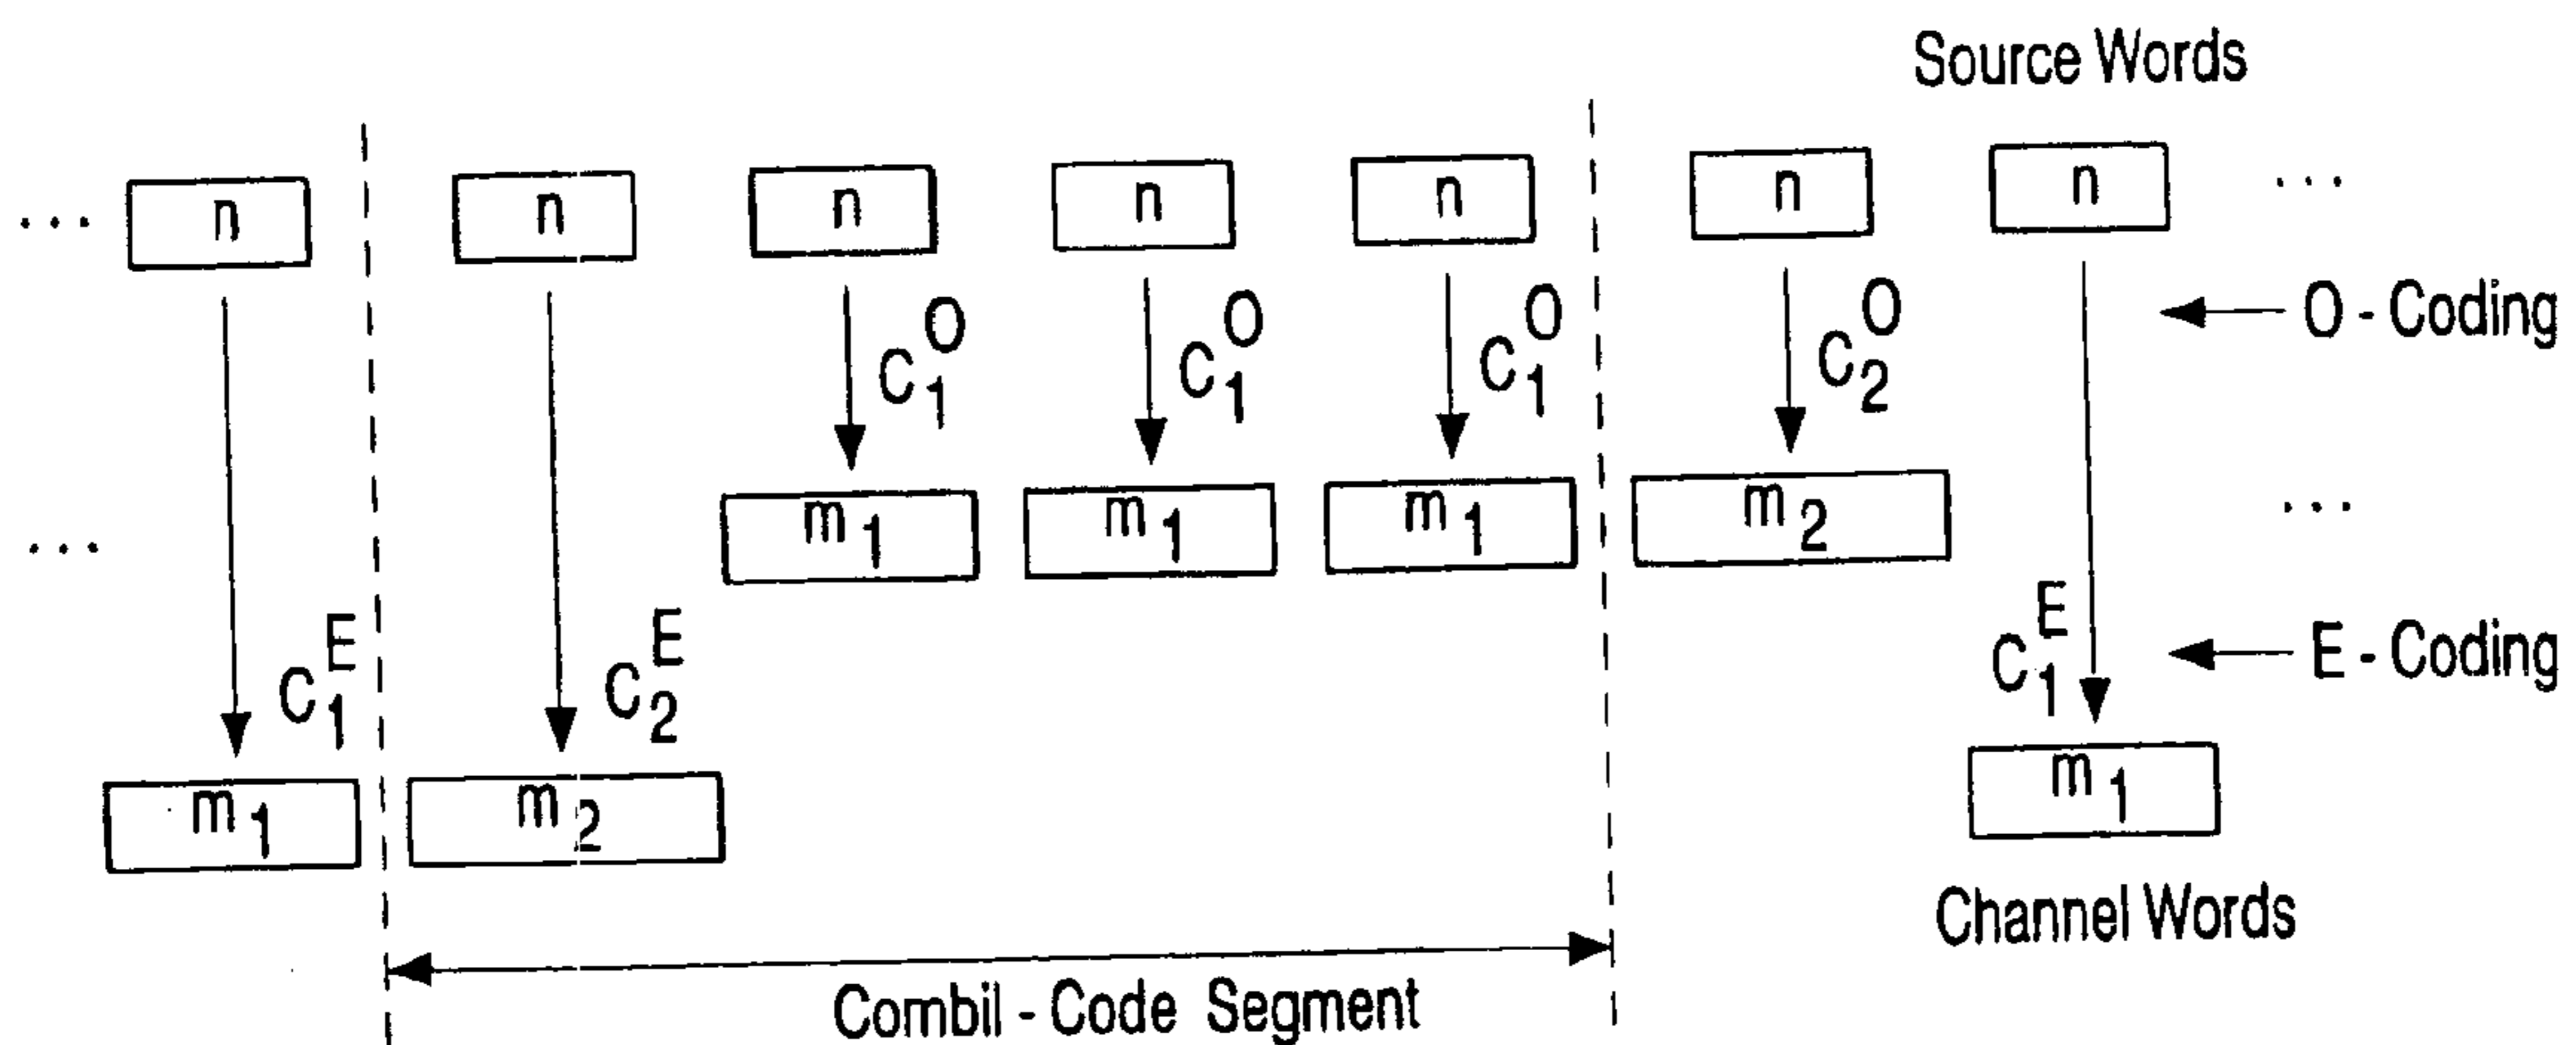 Source Words
... n n n n n n n ...
C₁ᴼ C₁ᴼ C₁ᴼ C₂ᴼ ← O - Coding
... m₁ m₁ m₁ m₂ ...
C₁ᴱ C₂ᴱ C₁ᴱ ← E - Coding
m₁ m₂ m₁
Channel Words
Combil - Code Segment